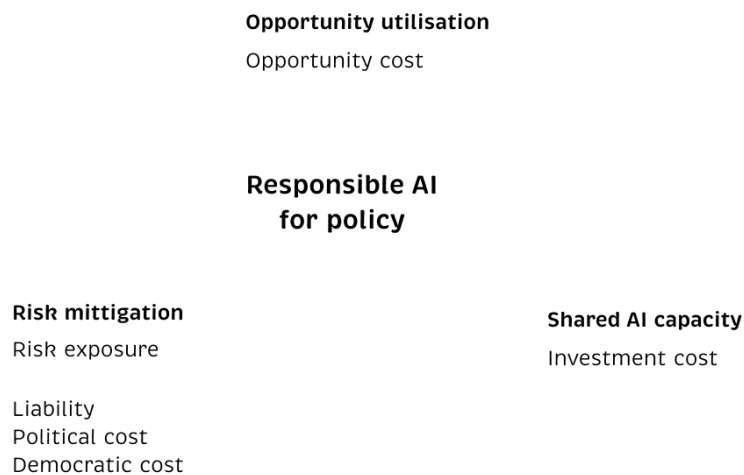 Opportunity utilisation
Opportunity cost
Responsible AI
for policy
Risk mittigation
Risk exposure
Liability
Political cost
Democratic cost
Shared AI capacity
Investment cost